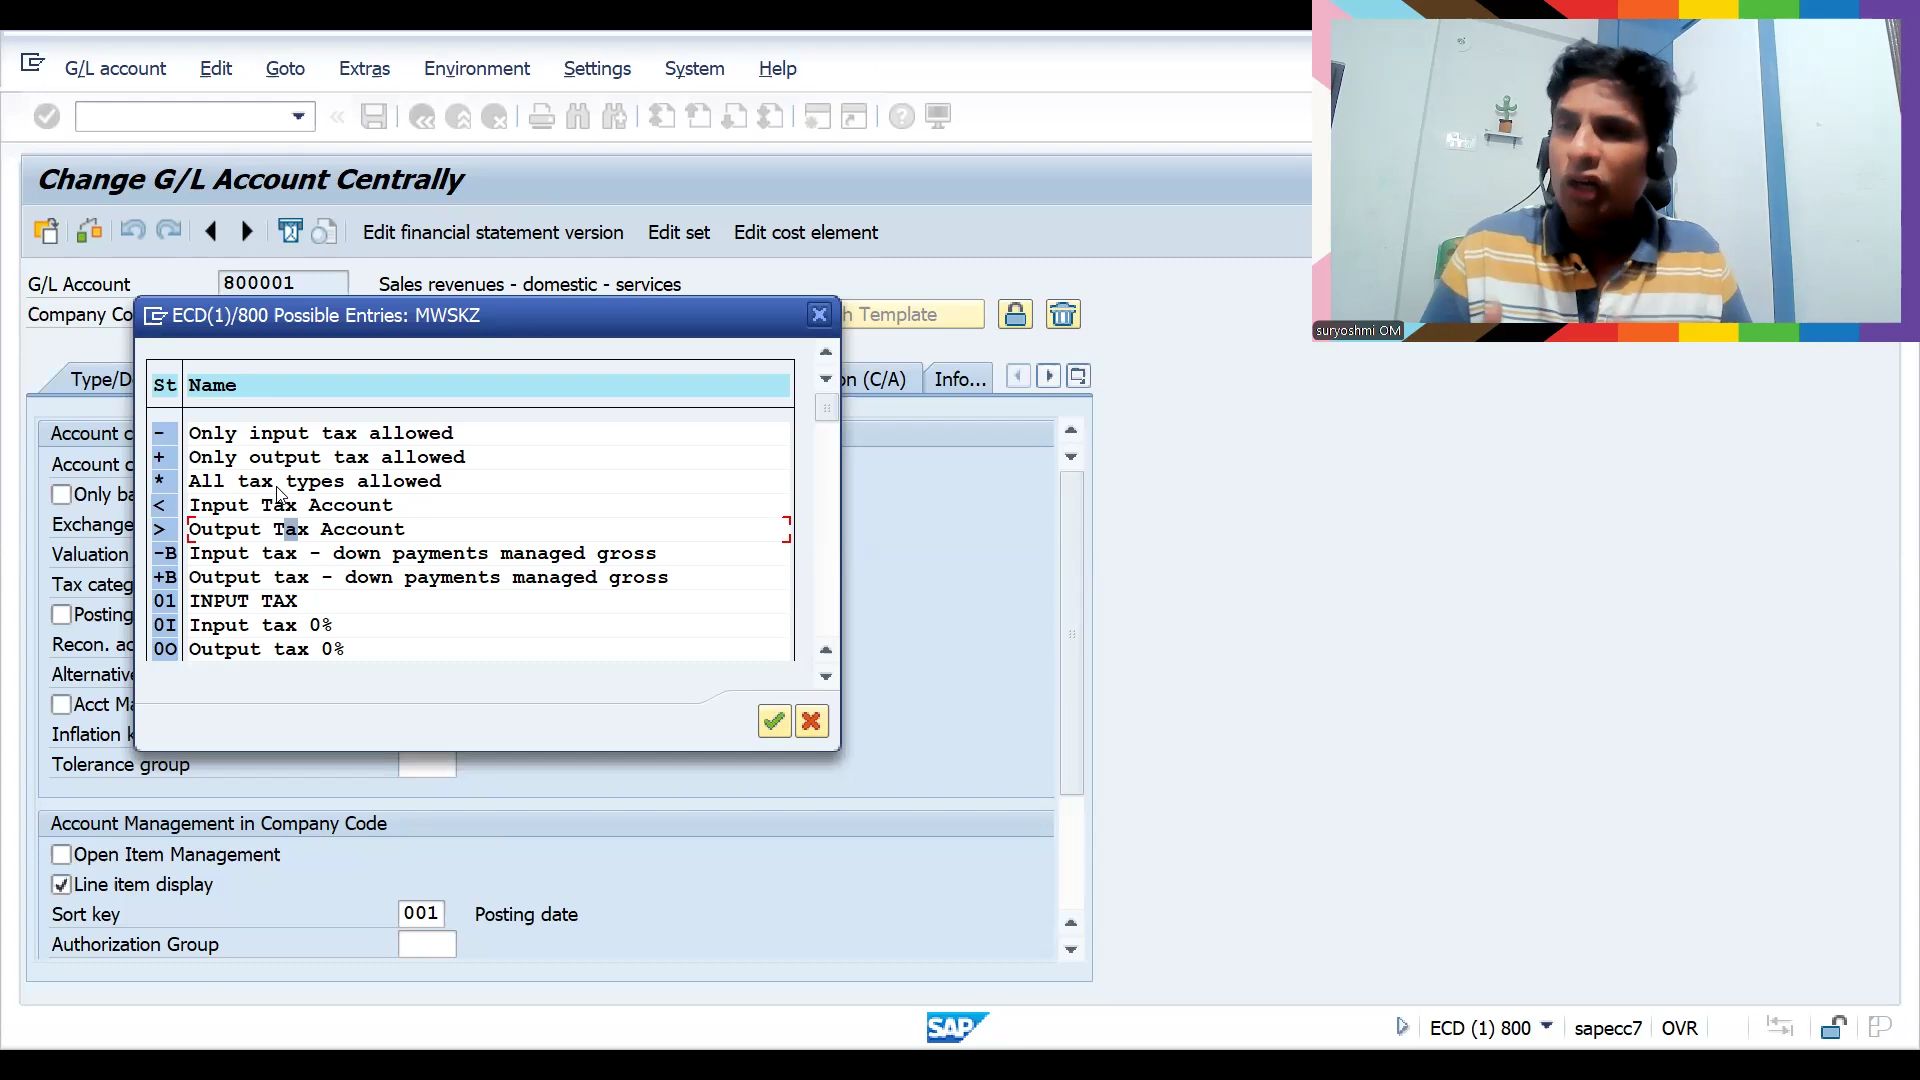 G/L account Edit Goto Extras Environment Settings System Help
Change G/L Account Centrally
Edit financial statement version Edit set Edit cost element
G/L Account 800001 Sales revenues - domestic - services
Company Co
h Template
ECD(1)/800 Possible Entries: MWSKZ
St Name
- Only input tax allowed
+ Only output tax allowed
* All tax types allowed
< Input Tax Account
> Output Tax Account
-B Input tax - down payments managed gross
+B Output tax - down payments managed gross
01 INPUT TAX
0I Input tax 0%
0O Output tax 0%
Type/D
on (C/A) Info...
Account c
Account c
Only ba
Exchange
Valuation
Tax categ
Posting
Recon. ac
Alternative
Acct Ma
Inflation k
Tolerance group
Account Management in Company Code
Open Item Management
Line item display
Sort key 001 Posting date
Authorization Group
SAP
ECD (1) 800 sapecc7 OVR
suryoshmi OM